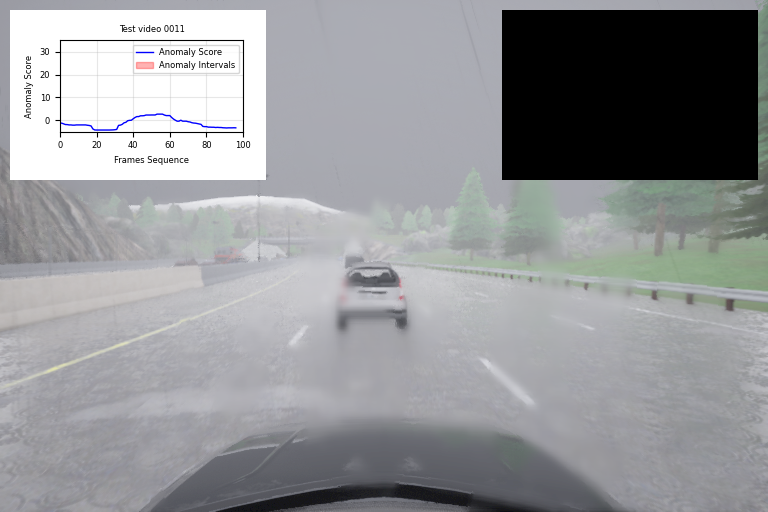 Test video 0011
Anomaly Score
Anomaly Intervals
30
20
10
0
0 20 40 60 80 100
Anomaly Score
Frames Sequence